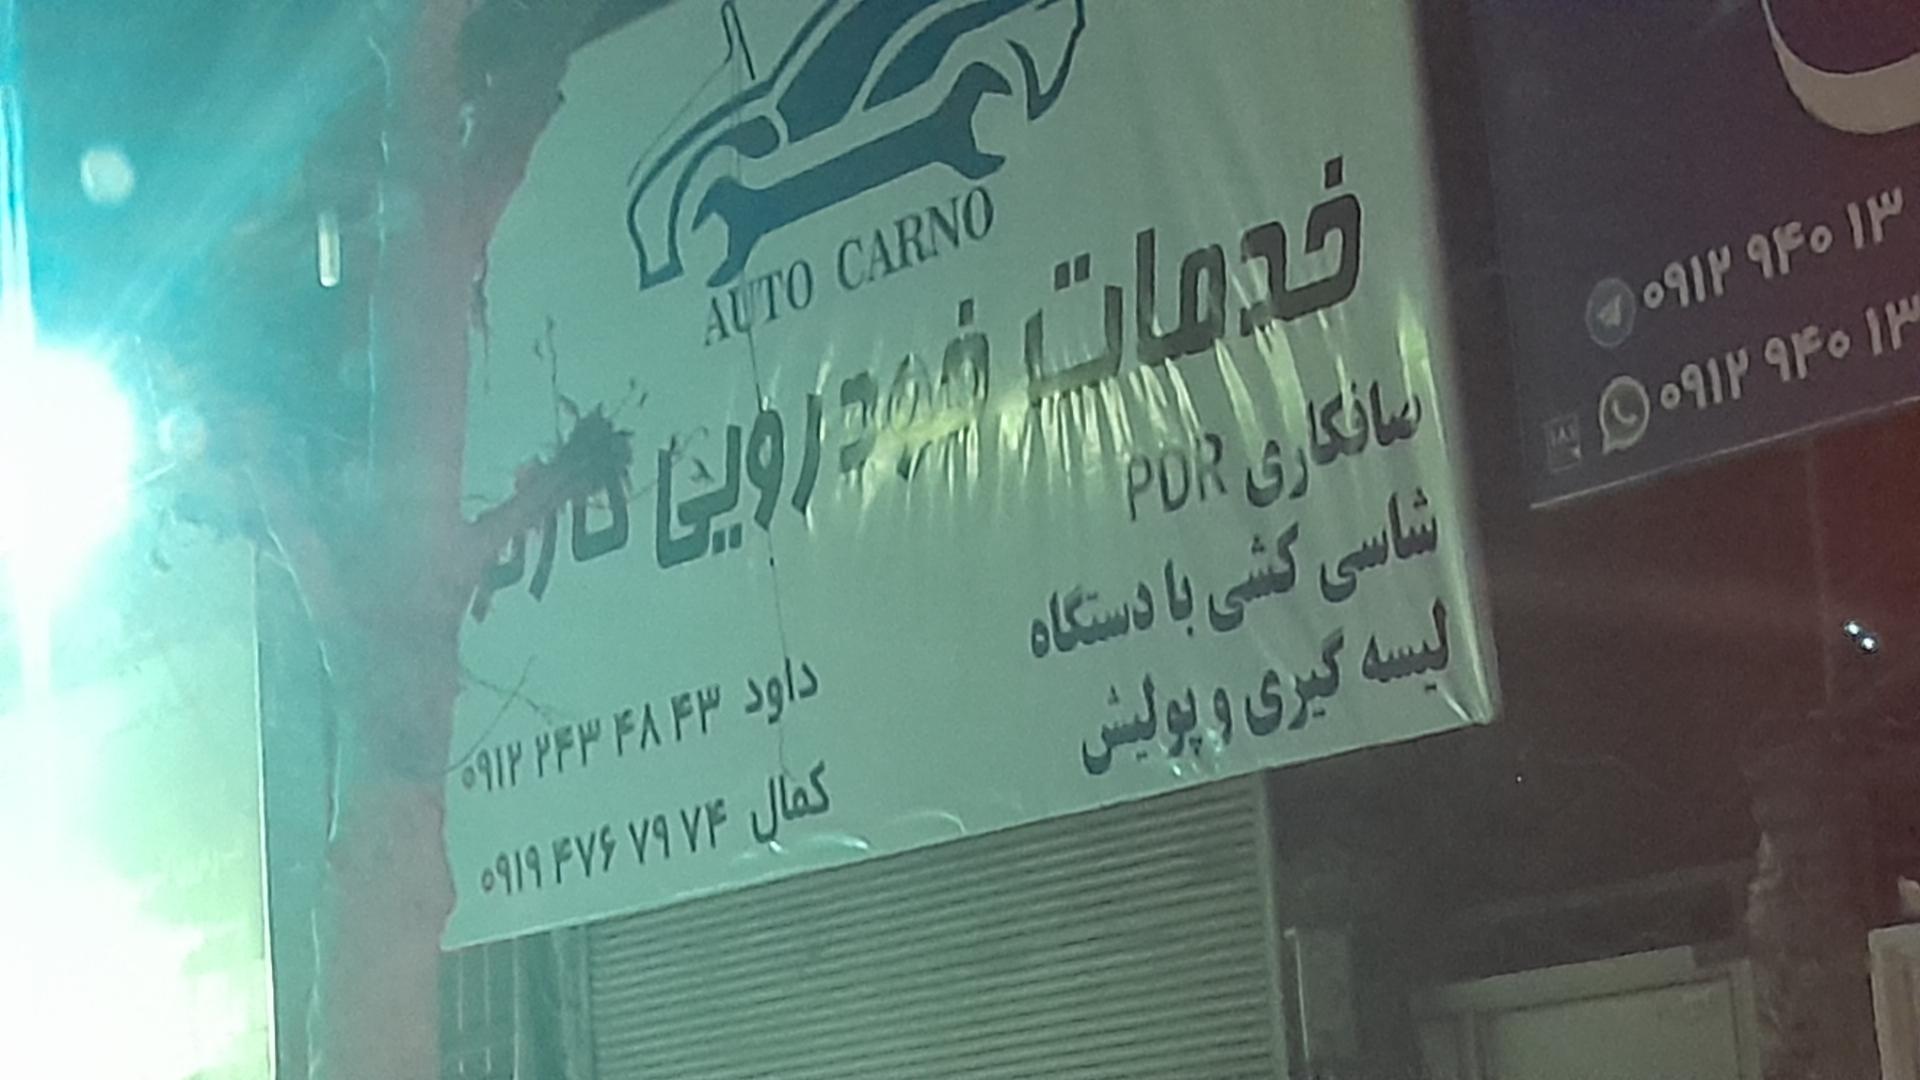 AUTO CARNO
خدمات خودرویی کارنو
صافکاری PDR
شاسی کشی با دستگاه
لیسه گیری و پولیش
داود ۰۹۱۲ ۲۴۳ ۴۸ ۴۳
کمال ۰۹۱۹ ۴۷۶ ۷۹ ۷۴
۰۹۱۲ ۹۴۰ ۱۳
۰۹۱۲ ۹۴۰ ۱۳